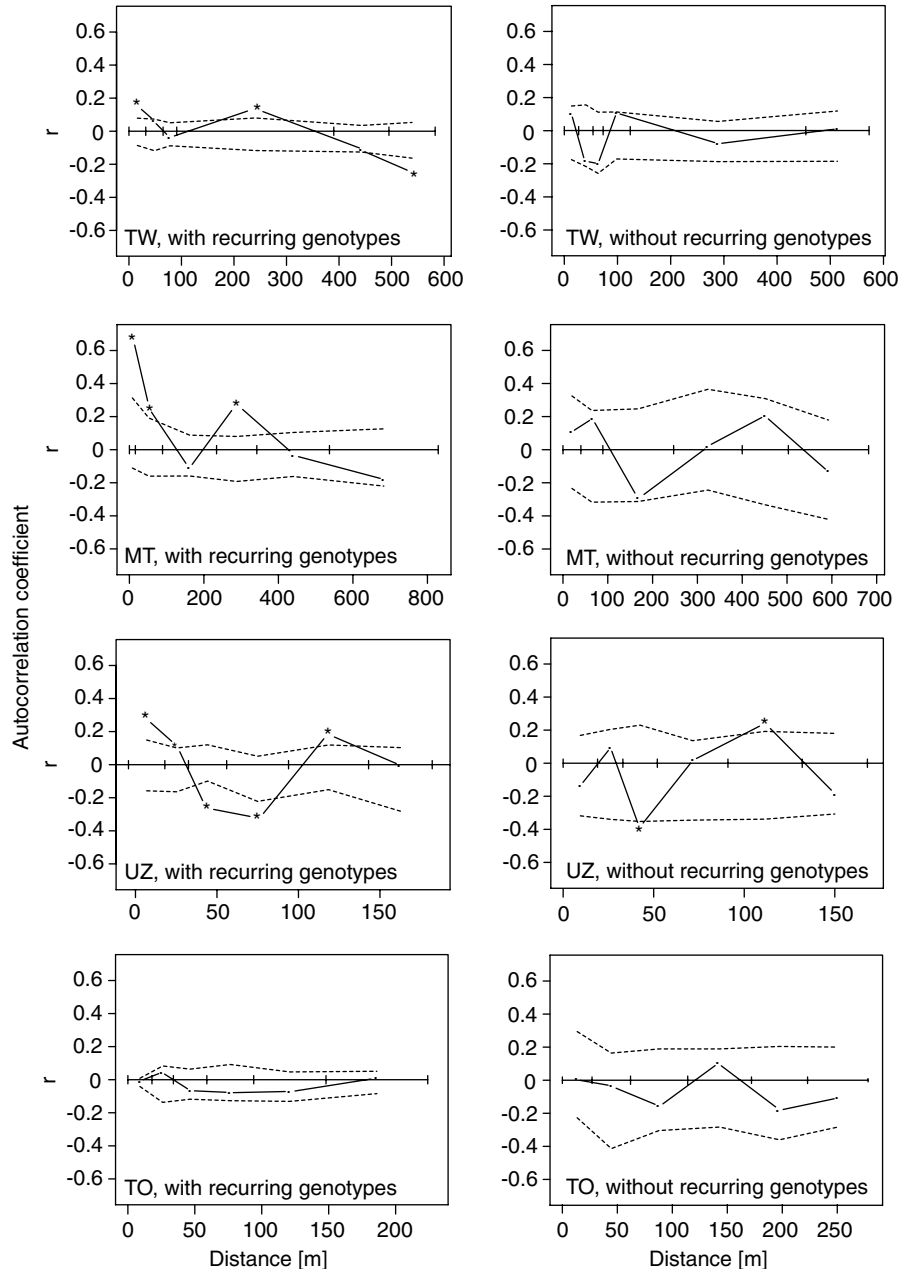 Autocorrelation coefficient
r
0.6
0.4
0.2
0
-0.2
-0.4
-0.6
TW, with recurring genotypes
0 100 200 300 400 500 600
0.6
0.4
0.2
0
-0.2
-0.4
-0.6
TW, without recurring genotypes
0 100 200 300 400 500 600
r
0.6
0.4
0.2
0
-0.2
-0.4
-0.6
MT, with recurring genotypes
0 200 400 600 800
0.6
0.4
0.2
0
-0.2
-0.4
-0.6
MT, without recurring genotypes
0 100 200 300 400 500 600 700
r
0.6
0.4
0.2
0
-0.2
-0.4
-0.6
UZ, with recurring genotypes
0 50 100 150
0.6
0.4
0.2
0
-0.2
-0.4
-0.6
UZ, without recurring genotypes
0 50 100 150
r
0.6
0.4
0.2
0
-0.2
-0.4
-0.6
TO, with recurring genotypes
0 50 100 150 200
Distance [m]
0.6
0.4
0.2
0
-0.2
-0.4
-0.6
TO, without recurring genotypes
0 50 100 150 200 250
Distance [m]